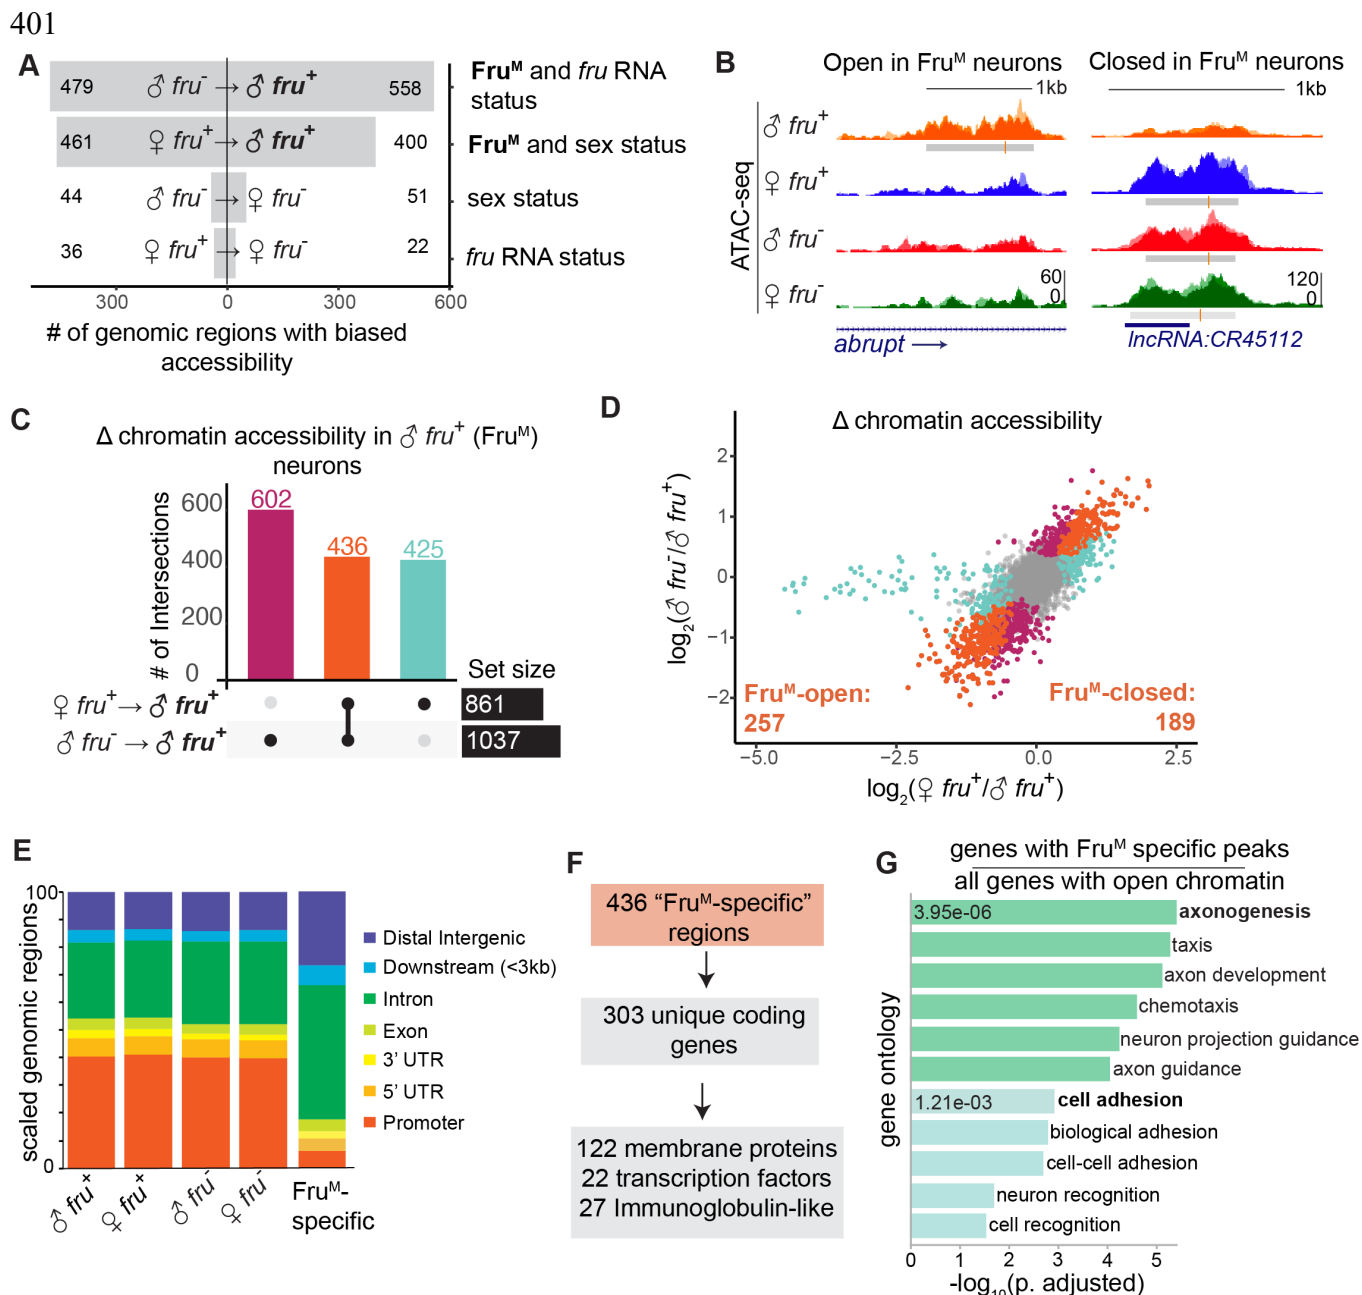 401
A
479
♂ fru⁻ → ♂ fru⁺
558
Fruᴹ and fru RNA
status
461
♀ fru⁺ → ♂ fru⁺
400
Fruᴹ and sex status
44
♂ fru⁻ → ♀ fru⁻
51
sex status
36
♀ fru⁺ → ♀ fru⁻
22
fru RNA status
300 0 300 600
# of genomic regions with biased
accessibility
B
Open in Fruᴹ neurons
Closed in Fruᴹ neurons
1kb
1kb
ATAC-seq
♂ fru⁺
♀ fru⁺
♂ fru⁻
♀ fru⁻
60
0
120
0
abrupt →
lncRNA:CR45112
C
Δ chromatin accessibility in ♂ fru⁺ (Fruᴹ)
neurons
# of Intersections
600
400
200
0
602
436
425
Set size
♀ fru⁺ → ♂ fru⁺
861
♂ fru⁻ → ♂ fru⁺
1037
D
Δ chromatin accessibility
log₂(♂ fru⁻/♂ fru⁺)
2
1
0
−1
−2
Fruᴹ-open:
257
Fruᴹ-closed:
189
−5.0 −2.5 0.0 2.5
log₂(♀ fru⁺/♂ fru⁺)
E
scaled genomic regions
100
0
♂ fru⁺
♀ fru⁺
♂ fru⁻
♀ fru⁻
Fruᴹ-
specific
Distal Intergenic
Downstream (<3kb)
Intron
Exon
3' UTR
5' UTR
Promoter
F
436 “Fruᴹ-specific”
regions
303 unique coding
genes
122 membrane proteins
22 transcription factors
27 Immunoglobulin-like
G
genes with Fruᴹ specific peaks
all genes with open chromatin
gene ontology
3.95e-06 axonogenesis
taxis
axon development
chemotaxis
neuron projection guidance
axon guidance
1.21e-03 cell adhesion
biological adhesion
cell-cell adhesion
neuron recognition
cell recognition
0 1 2 3 4 5
-log₁₀(p. adjusted)